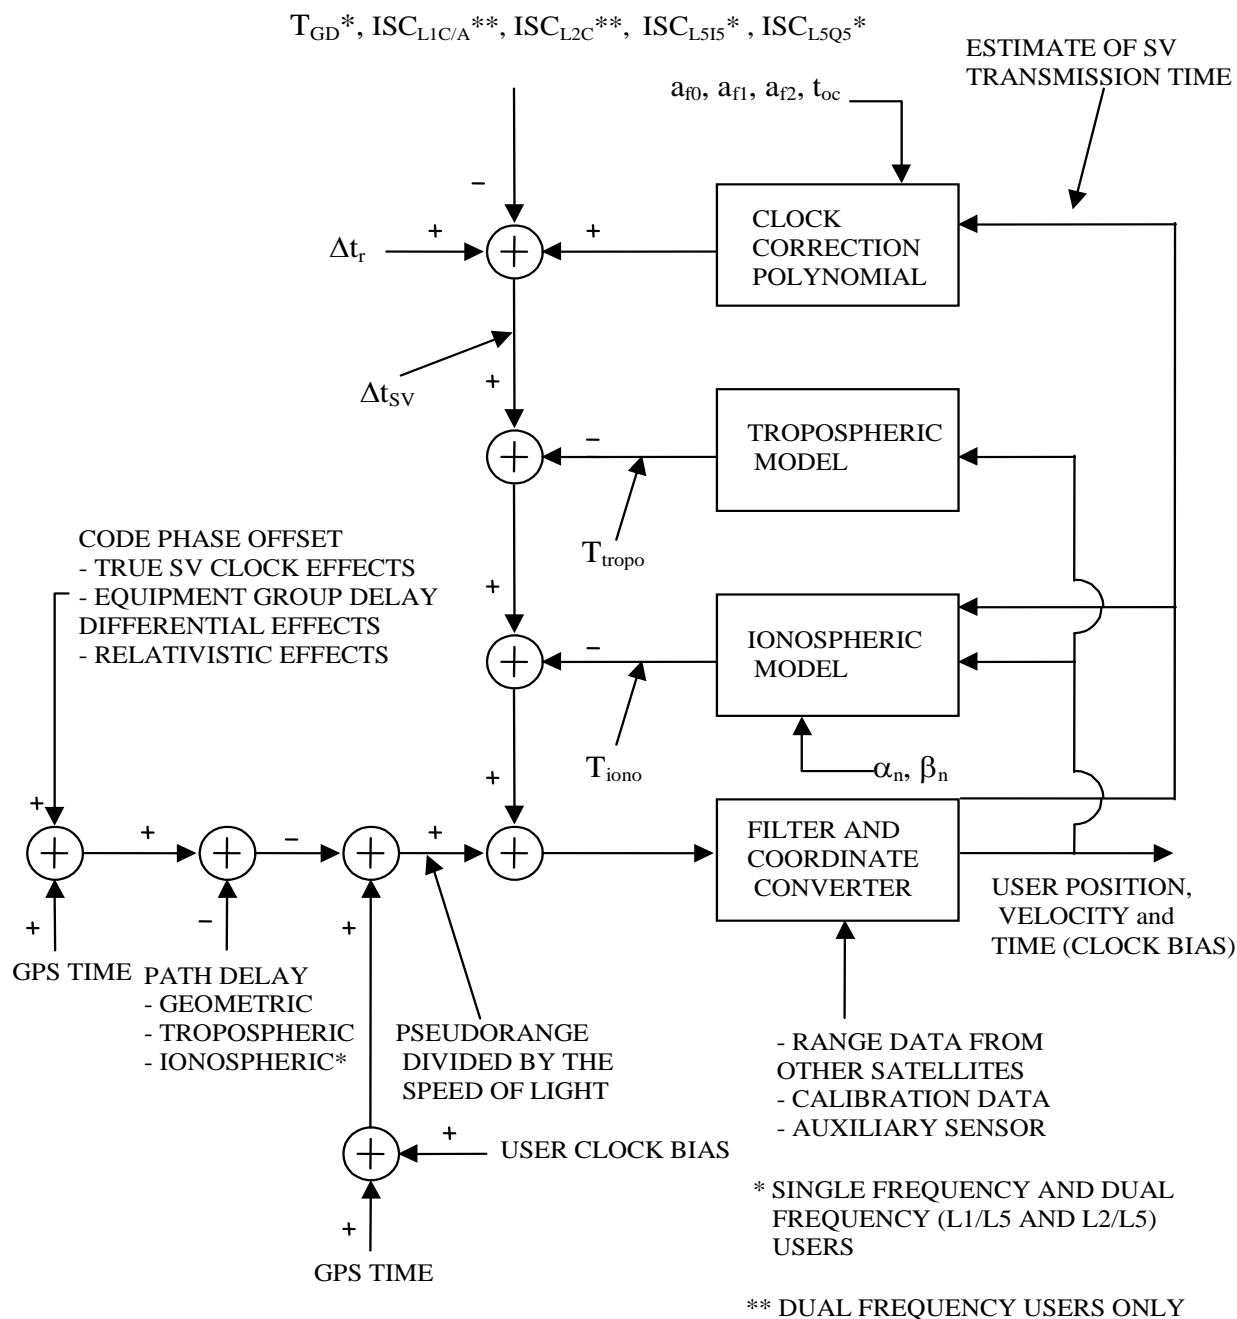 T_GD*, ISC_L1C/A**, ISC_L2C**, ISC_L5I5*, ISC_L5Q5*
ESTIMATE OF SV
TRANSMISSION TIME
a_f0, a_f1, a_f2, t_oc
−
CLOCK
CORRECTION
POLYNOMIAL
+
+
Δt_r
+
Δt_SV
+
TROPOSPHERIC
MODEL
−
+
T_tropo
+
CODE PHASE OFFSET
- TRUE SV CLOCK EFFECTS
- EQUIPMENT GROUP DELAY
DIFFERENTIAL EFFECTS
- RELATIVISTIC EFFECTS
+
IONOSPHERIC
MODEL
−
+
T_iono
α_n, β_n
+
+
+
+
−
+
+
+
FILTER AND
COORDINATE
CONVERTER
+
−
+
USER POSITION,
VELOCITY and
TIME (CLOCK BIAS)
GPS TIME
PATH DELAY
- GEOMETRIC
- TROPOSPHERIC
- IONOSPHERIC*
PSEUDORANGE
DIVIDED BY THE
SPEED OF LIGHT
- RANGE DATA FROM
OTHER SATELLITES
- CALIBRATION DATA
- AUXILIARY SENSOR
+
+
USER CLOCK BIAS
+
GPS TIME
* SINGLE FREQUENCY AND DUAL
FREQUENCY (L1/L5 AND L2/L5)
USERS
** DUAL FREQUENCY USERS ONLY